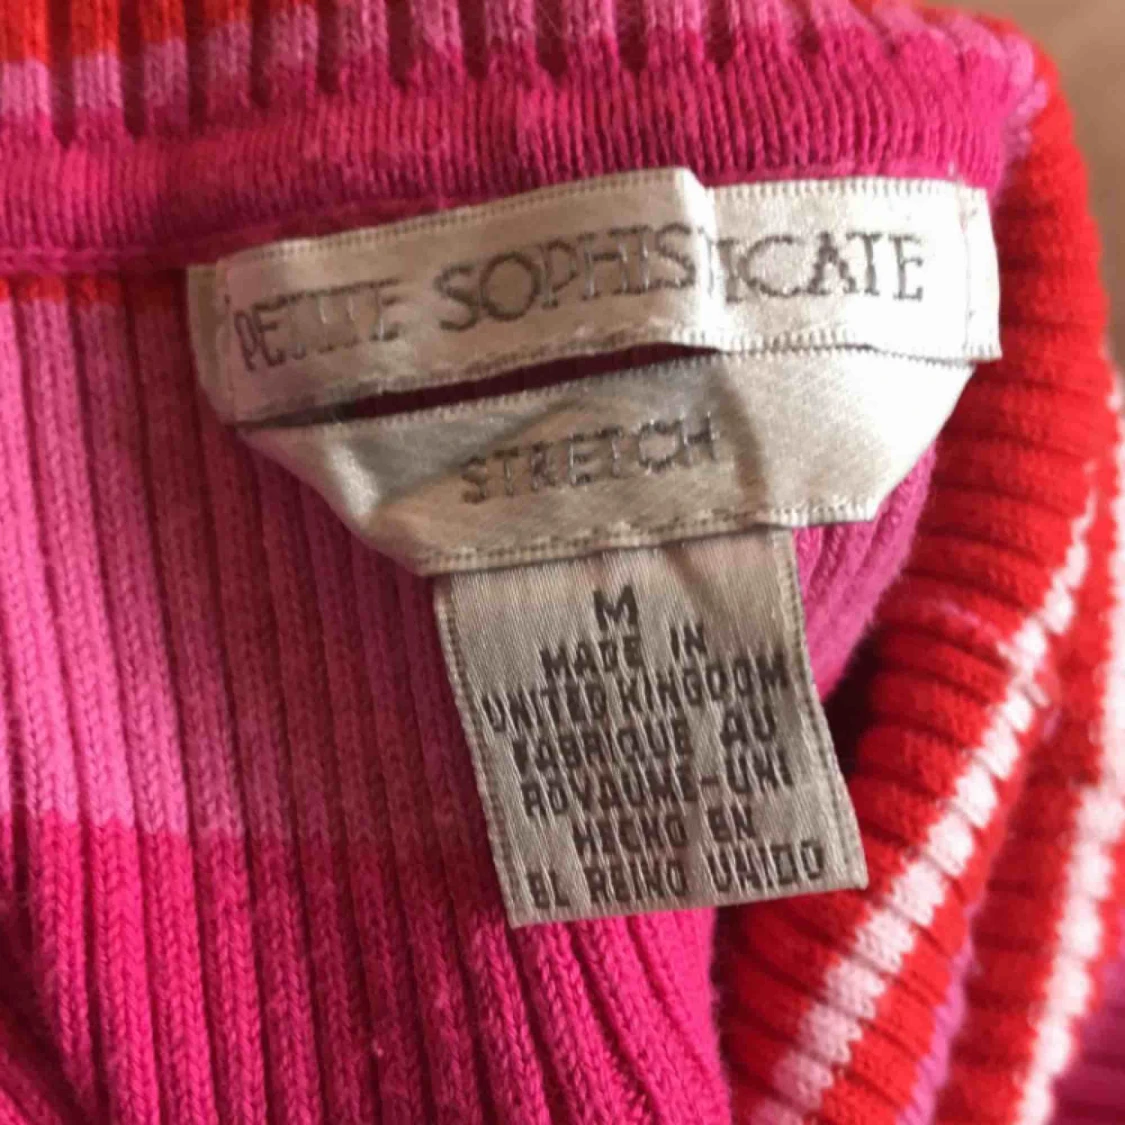 PETITE SOPHISTICATE
STRETCH
M
MADE IN
UNITED KINGDOM
FABRIQUE AU
ROYAUME-UNI
HECHO EN
EL REINO UNIDO